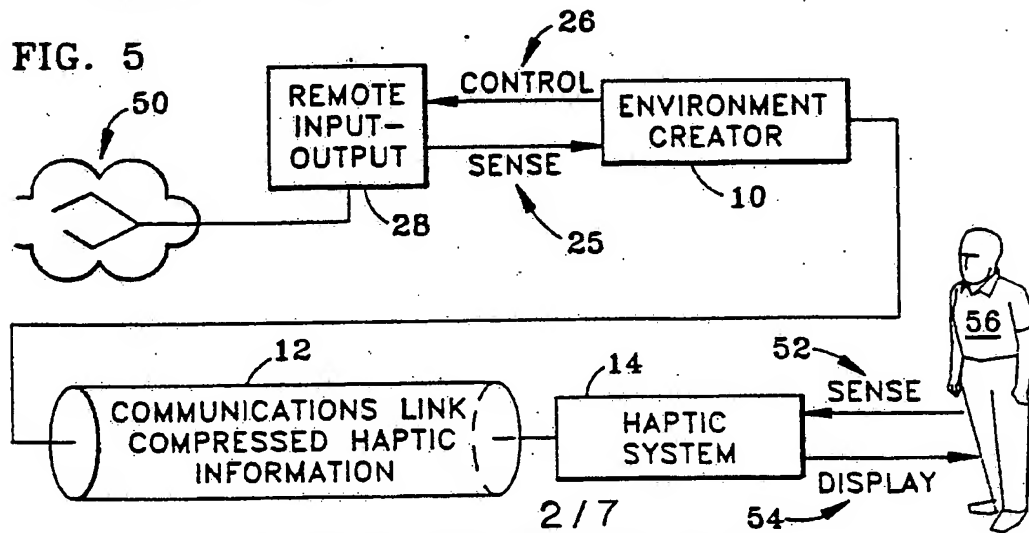 FIG. 5
50
REMOTE
INPUT-
OUTPUT
28
26
CONTROL
SENSE
25
ENVIRONMENT
CREATOR
10
12
COMMUNICATIONS LINK
COMPRESSED HAPTIC
INFORMATION
14
HAPTIC
SYSTEM
52
SENSE
DISPLAY
54
56
2/7